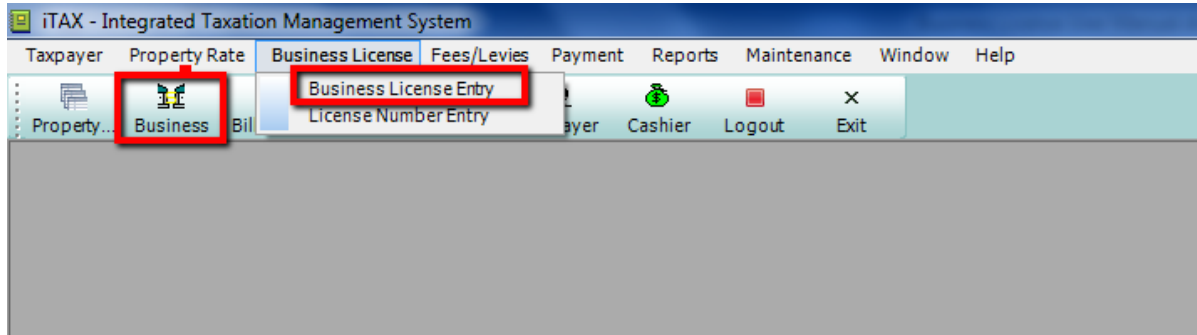 iTAX - Integrated Taxation Management System
Taxpayer Property Rate Business License Fees/Levies Payment Reports Maintenance Window Help
Business License Entry
License Number Entry
Property... Business Bil Cashier Logout Exit